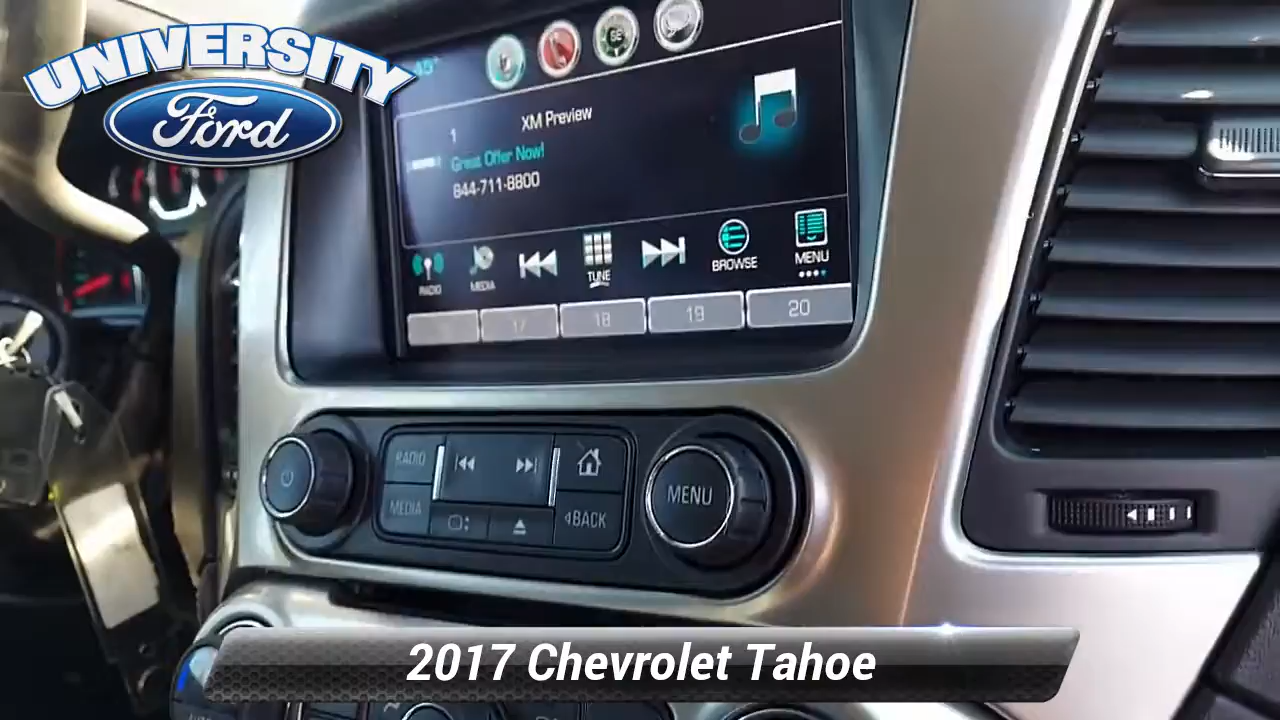 UNIVERSITY
Ford
45°
1
XM Preview
Great Offer Now!
844-711-8800
RADIO
MEDIA
TUNE
BROWSE
MENU
17
18
19
20
RADIO
MEDIA
BACK
MENU
2017 Chevrolet Tahoe